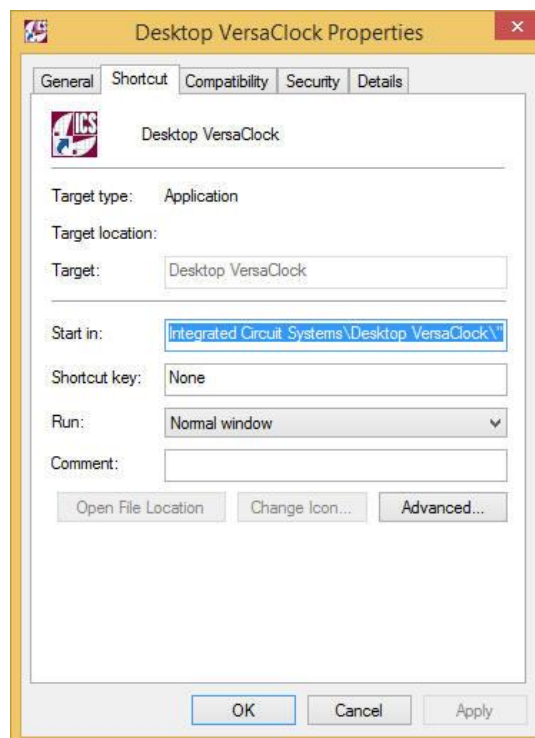 Desktop VersaClock Properties
General Shortcut Compatibility Security Details
ICS
Desktop VersaClock
Target type: Application
Target location:
Target: Desktop VersaClock
Start in: Integrated Circuit Systems\Desktop VersaClock\"
Shortcut key: None
Run: Normal window
Comment:
Open File Location Change Icon... Advanced...
OK Cancel Apply